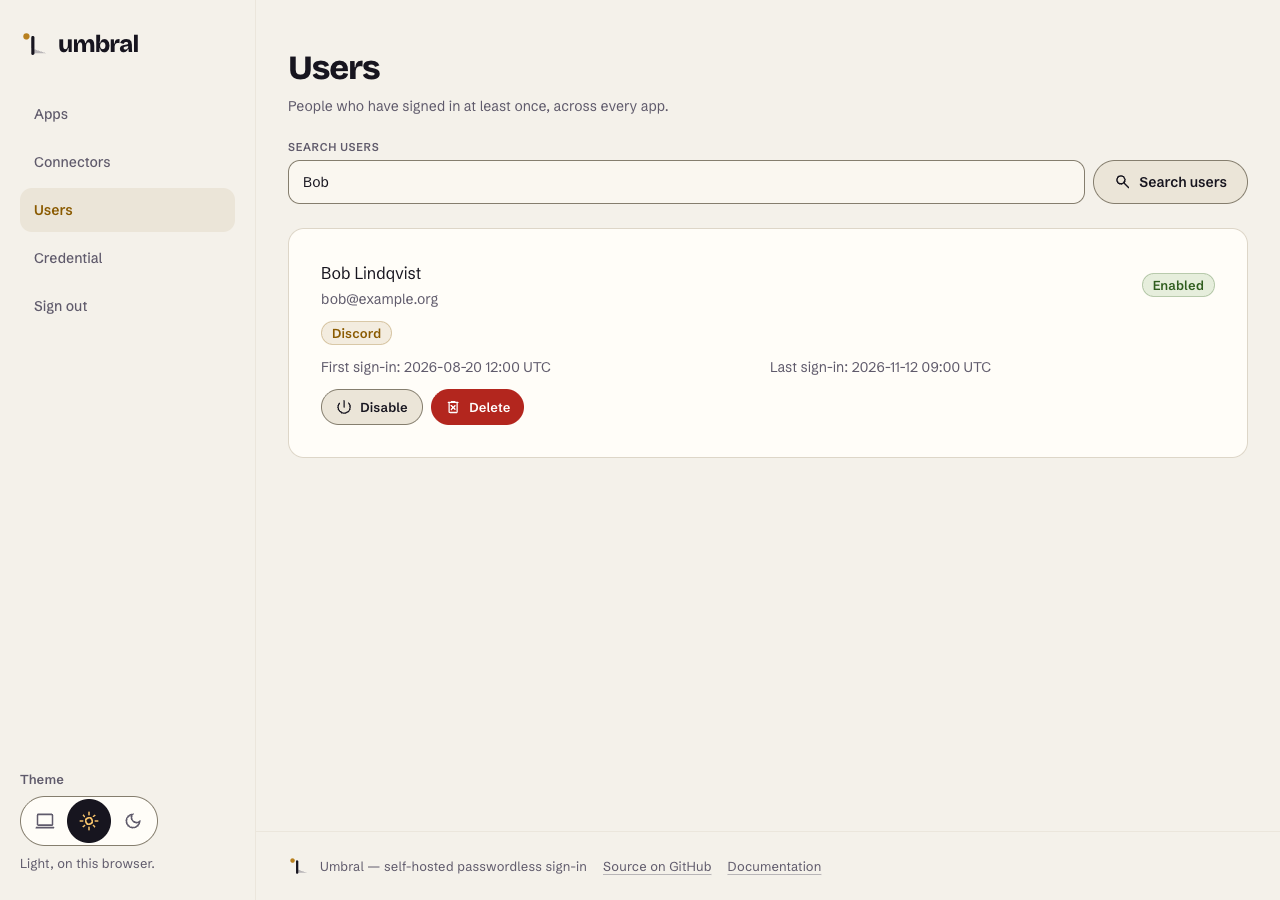 umbral
Apps
Connectors
Users
Credential
Sign out
Theme
Light, on this browser.
Users
People who have signed in at least once, across every app.
SEARCH USERS
Bob
Search users
Bob Lindqvist
bob@example.org
Enabled
Discord
First sign-in: 2026-08-20 12:00 UTC
Last sign-in: 2026-11-12 09:00 UTC
Disable
Delete
Umbral — self-hosted passwordless sign-in
Source on GitHub
Documentation